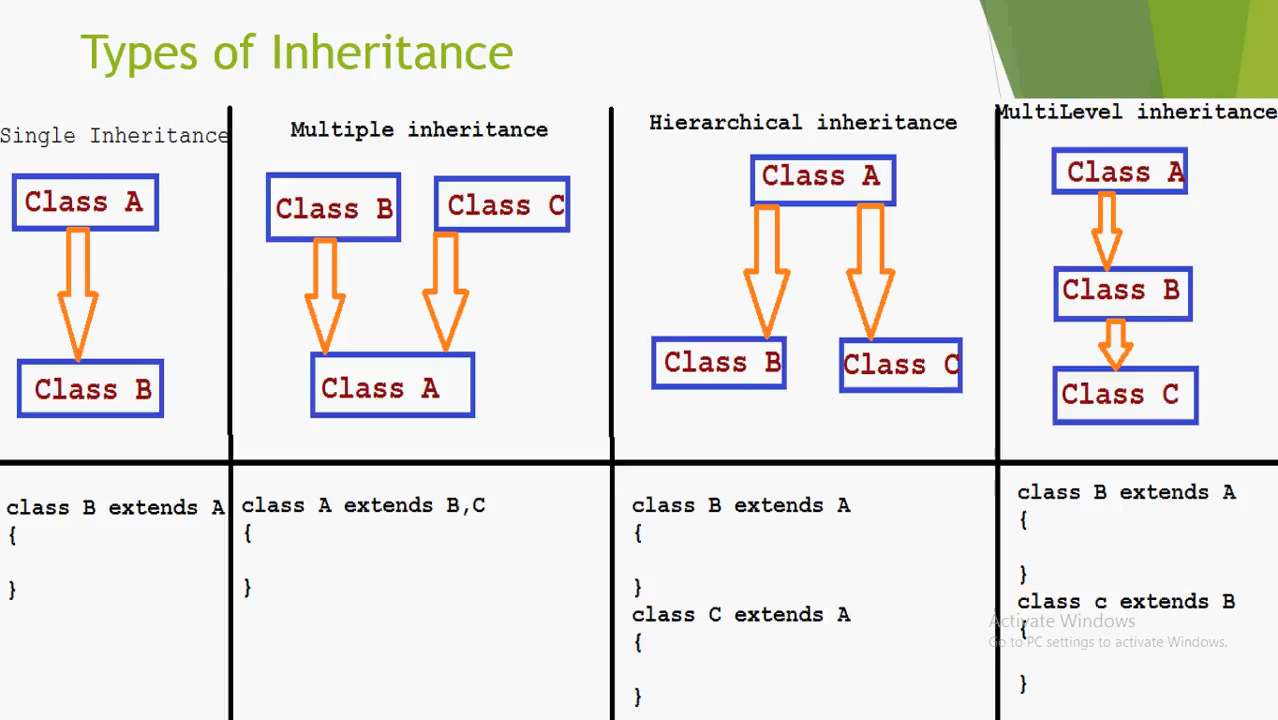 Types of Inheritance
Single Inheritance
Class A
Class B
class B extends A
{
}
Multiple inheritance
Class B
Class C
Class A
class A extends B,C
{
}
Hierarchical inheritance
Class A
Class B
Class C
class B extends A
{
}
class C extends A
{
}
MultiLevel inheritance
Class A
Class B
Class C
class B extends A
{
}
class c extends B
{
}
Activate Windows
Go to PC settings to activate Windows.